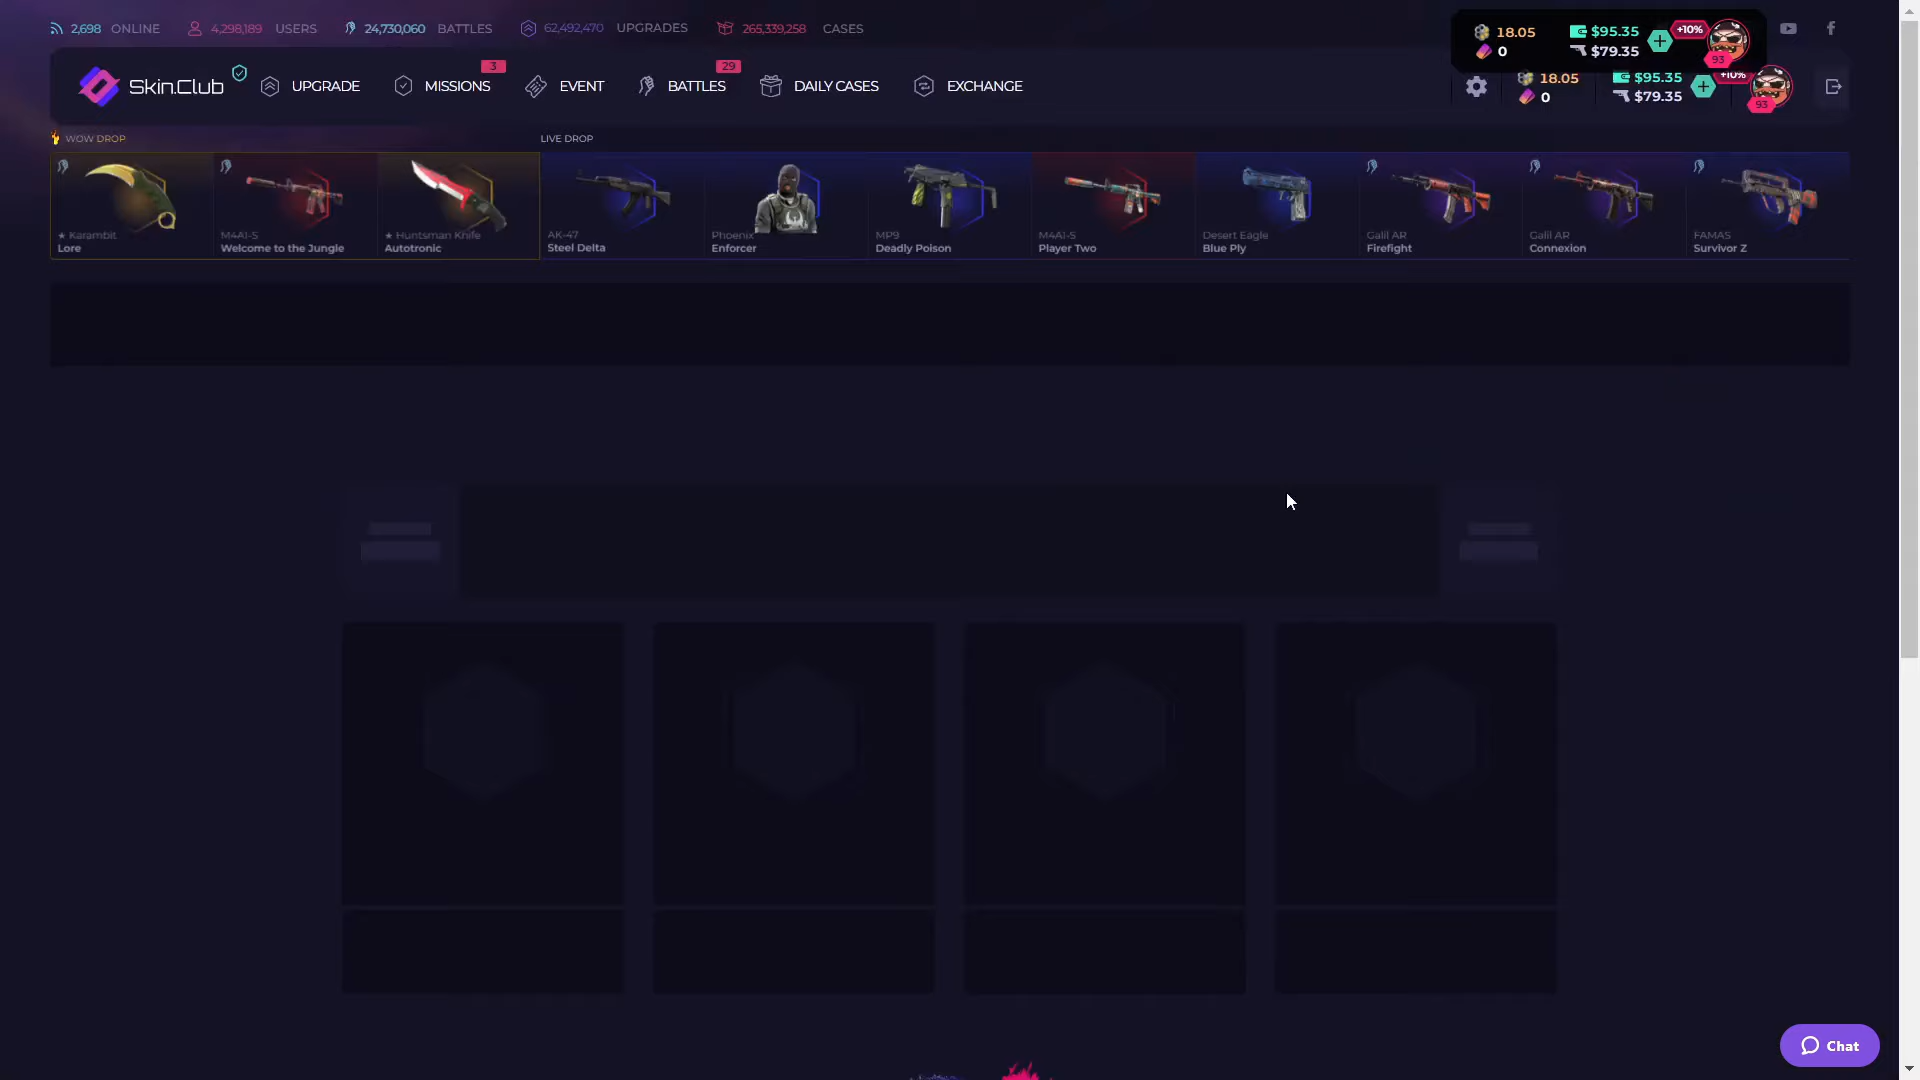 2,698 ONLINE 4,298,189 USERS 24,730,060 BATTLES 62,492,470 UPGRADES 265,339,258 CASES
18.05 $95.35 +10%
0 $79.35 93
Skin.Club UPGRADE MISSIONS 3 EVENT BATTLES 29 DAILY CASES EXCHANGE
18.05 $95.35 +10%
0 $79.35 93
WOW DROP LIVE DROP
★ Karambit
Lore
M4A1-S
Welcome to the Jungle
★ Huntsman Knife
Autotronic
AK-47
Steel Delta
Phoenix
Enforcer
MP9
Deadly Poison
M4A1-S
Player Two
Desert Eagle
Blue Ply
Galil AR
Firefight
Galil AR
Connexion
FAMAS
Survivor Z
Chat